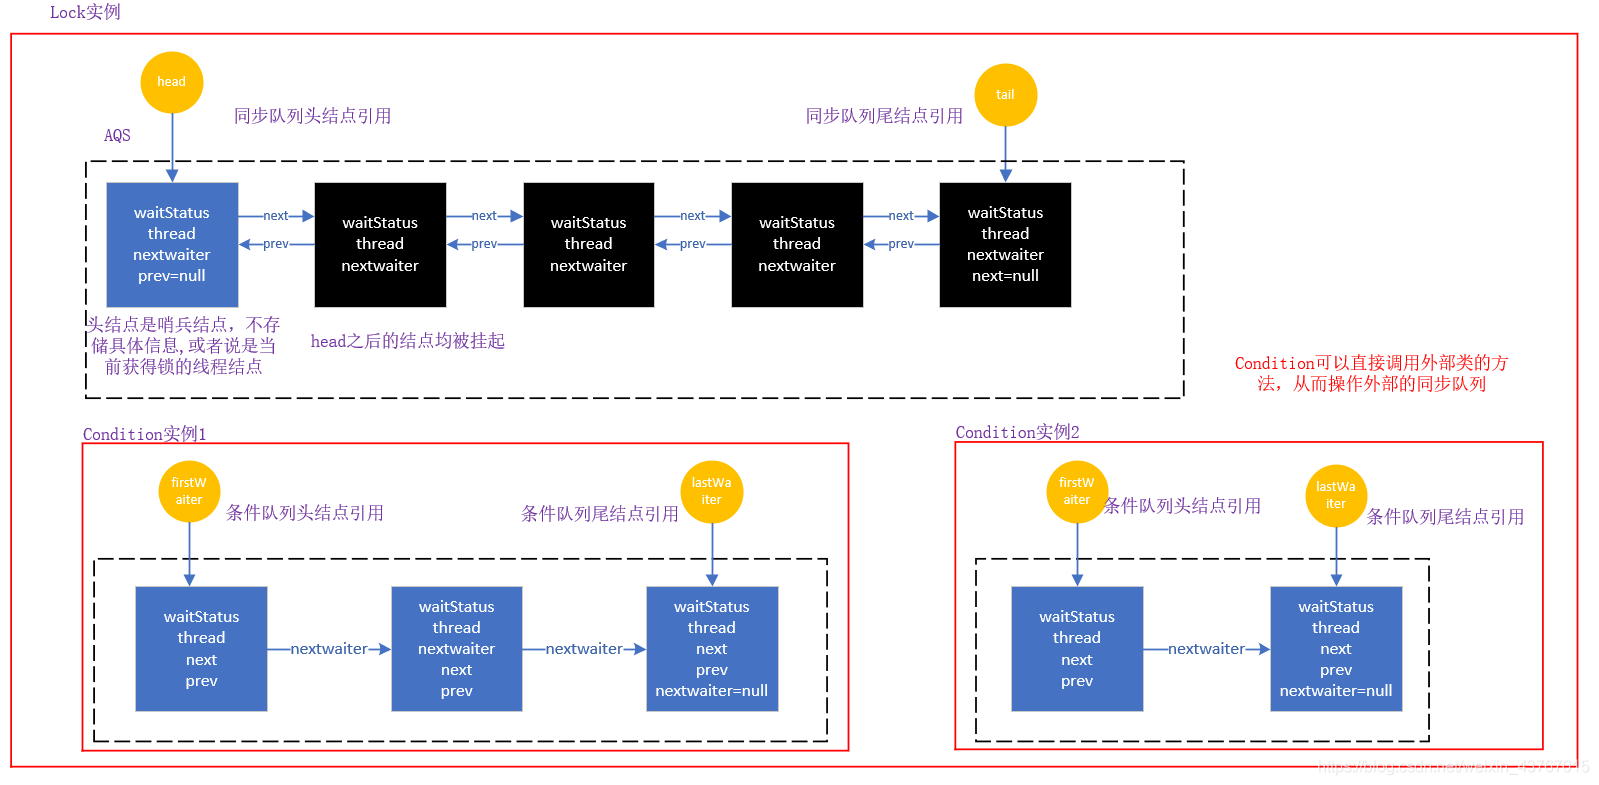 Lock实例
head
tail
同步队列头结点引用
同步队列尾结点引用
AQS
waitStatus
thread
nextwaiter
prev=null
next
prev
waitStatus
thread
nextwaiter
next
prev
waitStatus
thread
nextwaiter
next
prev
waitStatus
thread
nextwaiter
next
prev
waitStatus
thread
nextwaiter
next=null
头结点是哨兵结点，不存
储具体信息,或者说是当
前获得锁的线程结点
head之后的结点均被挂起
Condition可以直接调用外部类的方
法，从而操作外部的同步队列
Condition实例1
firstW
aiter
条件队列头结点引用
lastWa
iter
条件队列尾结点引用
waitStatus
thread
next
prev
nextwaiter
waitStatus
thread
nextwaiter
next
prev
nextwaiter
waitStatus
thread
next
prev
nextwaiter=null
Condition实例2
firstW
aiter
条件队列头结点引用
lastWa
iter
条件队列尾结点引用
waitStatus
thread
next
prev
nextwaiter
waitStatus
thread
next
prev
nextwaiter=null